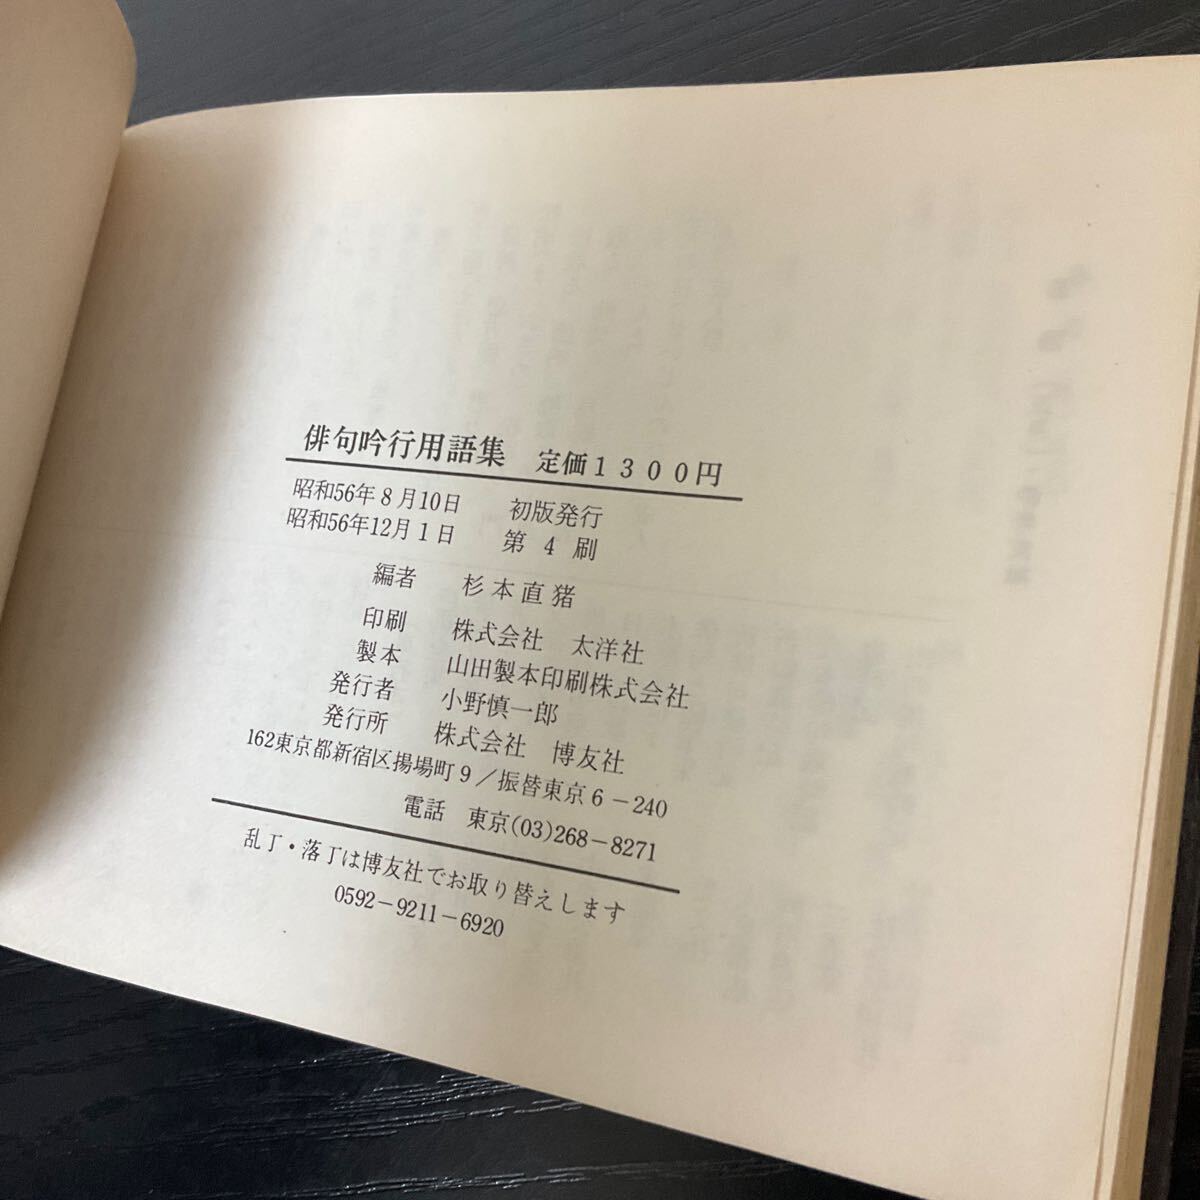 俳句吟行用語集　定価1300円
昭和56年8月10日　初版発行
昭和56年12月1日　第4刷
編者　杉本直猪
印刷　株式会社　太洋社
製本　山田製本印刷株式会社
発行者　小野慎一郎
発行所　株式会社　博友社
162東京都新宿区揚場町9／振替東京6-240
電話　東京(03)268-8271
乱丁・落丁は博友社でお取り替えします
0592-9211-6920